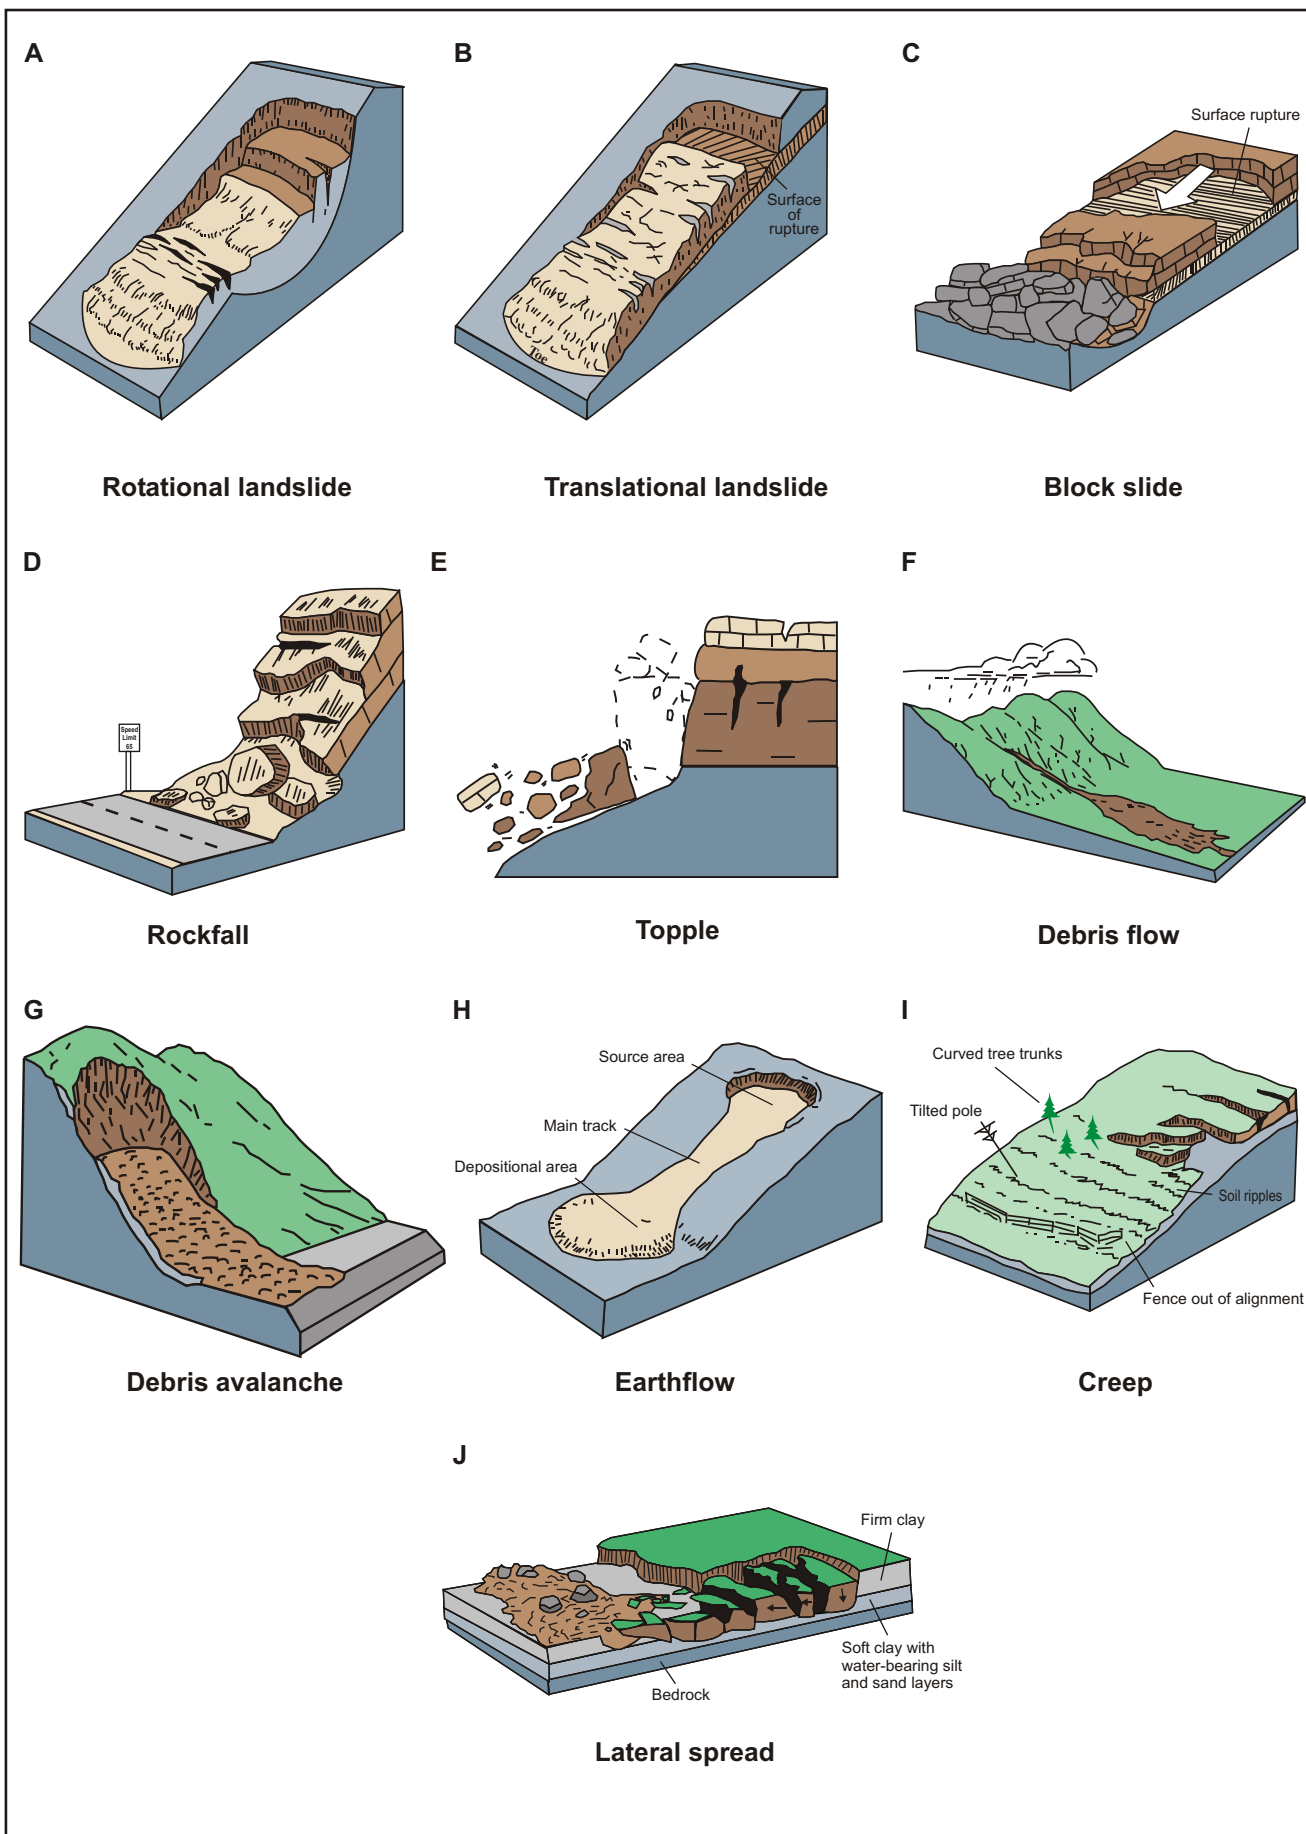 A
B
C
Surface rupture
Surface
of
rupture
Toe
Rotational landslide
Translational landslide
Block slide
D
E
F
Speed
Limit
65
Rockfall
Topple
Debris flow
G
H
I
Source area
Main track
Depositional area
Curved tree trunks
Tilted pole
Soil ripples
Fence out of alignment
Debris avalanche
Earthflow
Creep
J
Firm clay
Soft clay with
water-bearing silt
and sand layers
Bedrock
Lateral spread